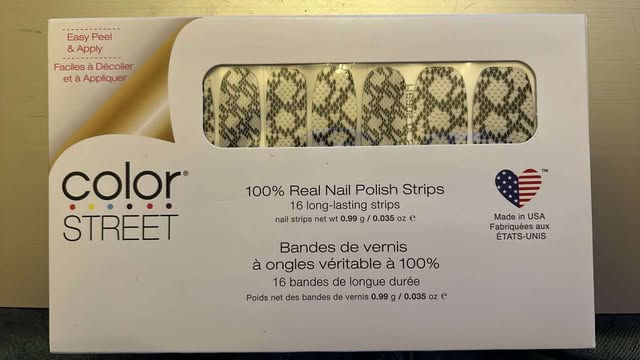 Easy Peel
& Apply
Faciles à Décoller
et à Appliquer
color®
STREET
100% Real Nail Polish Strips
16 long-lasting strips
nail strips net wt 0.99 g / 0.035 oz ℮
Bandes de vernis
à ongles véritable à 100%
16 bandes de longue durée
Poids net des bandes de vernis 0.99 g / 0.035 oz ℮
TM
Made in USA
Fabriquées aux
ÉTATS-UNIS